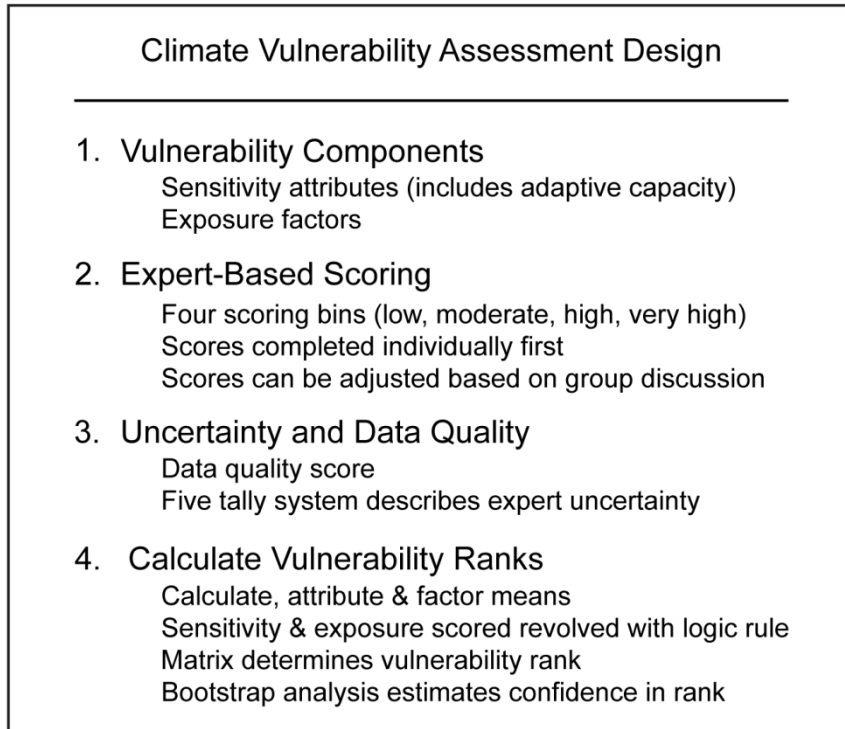 Climate Vulnerability Assessment Design
1. Vulnerability Components
Sensitivity attributes (includes adaptive capacity)
Exposure factors
2. Expert-Based Scoring
Four scoring bins (low, moderate, high, very high)
Scores completed individually first
Scores can be adjusted based on group discussion
3. Uncertainty and Data Quality
Data quality score
Five tally system describes expert uncertainty
4. Calculate Vulnerability Ranks
Calculate, attribute & factor means
Sensitivity & exposure scored revolved with logic rule
Matrix determines vulnerability rank
Bootstrap analysis estimates confidence in rank